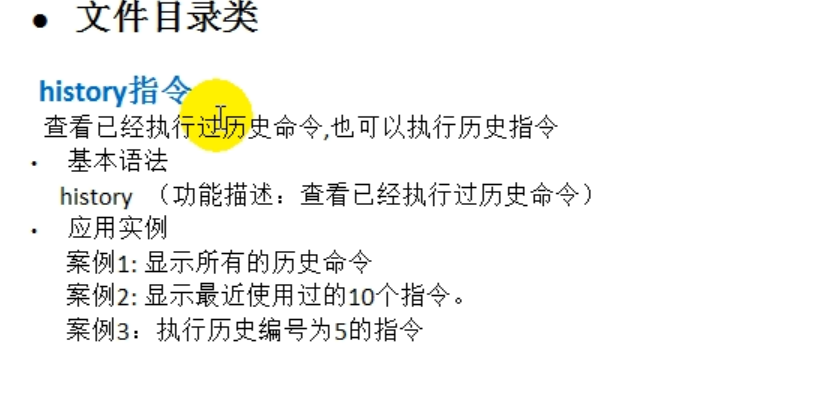 • 文件目录类
history指令
查看已经执行过历史命令,也可以执行历史指令
• 基本语法
history （功能描述：查看已经执行过历史命令）
• 应用实例
案例1: 显示所有的历史命令
案例2: 显示最近使用过的10个指令。
案例3：执行历史编号为5的指令